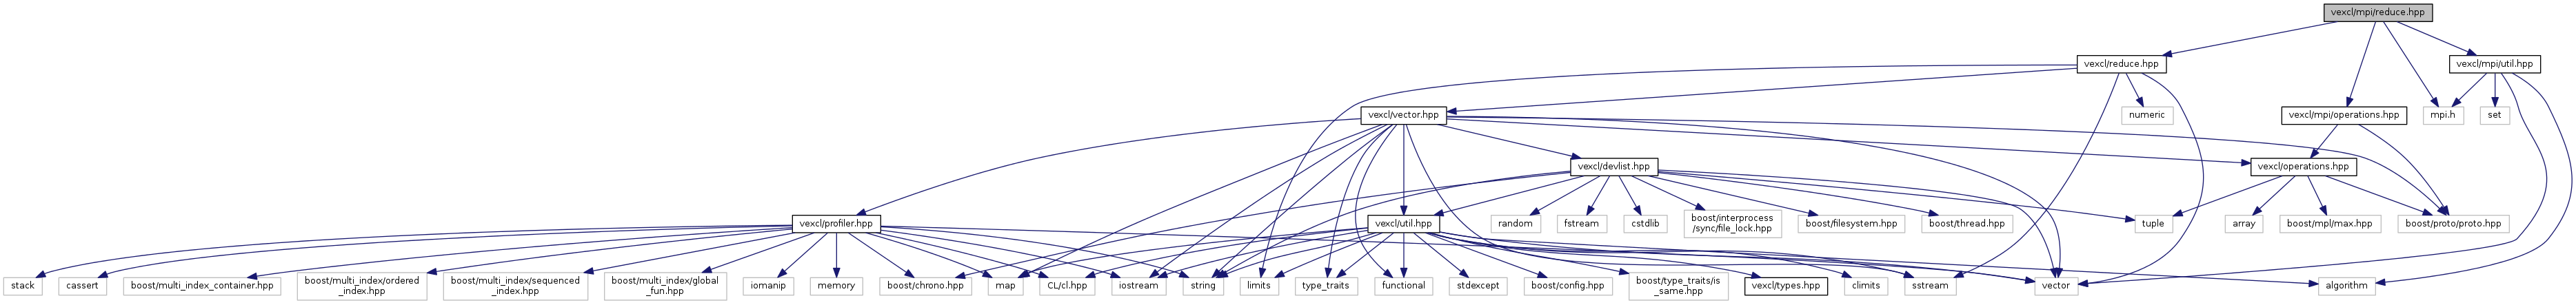 vexcl/mpi/reduce.hpp
vexcl/reduce.hpp
vexcl/mpi/util.hpp
vexcl/vector.hpp
numeric
vexcl/mpi/operations.hpp
mpi.h
set
vexcl/devlist.hpp
vexcl/operations.hpp
vexcl/profiler.hpp
vexcl/util.hpp
random
fstream
cstdlib
boost/interprocess
/sync/file_lock.hpp
boost/filesystem.hpp
boost/thread.hpp
tuple
array
boost/mpl/max.hpp
boost/proto/proto.hpp
stack
cassert
boost/multi_index_container.hpp
boost/multi_index/ordered
_index.hpp
boost/multi_index/sequenced
_index.hpp
boost/multi_index/global
_fun.hpp
iomanip
memory
boost/chrono.hpp
map
CL/cl.hpp
iostream
string
limits
type_traits
functional
stdexcept
boost/config.hpp
boost/type_traits/is
_same.hpp
vexcl/types.hpp
climits
sstream
vector
algorithm